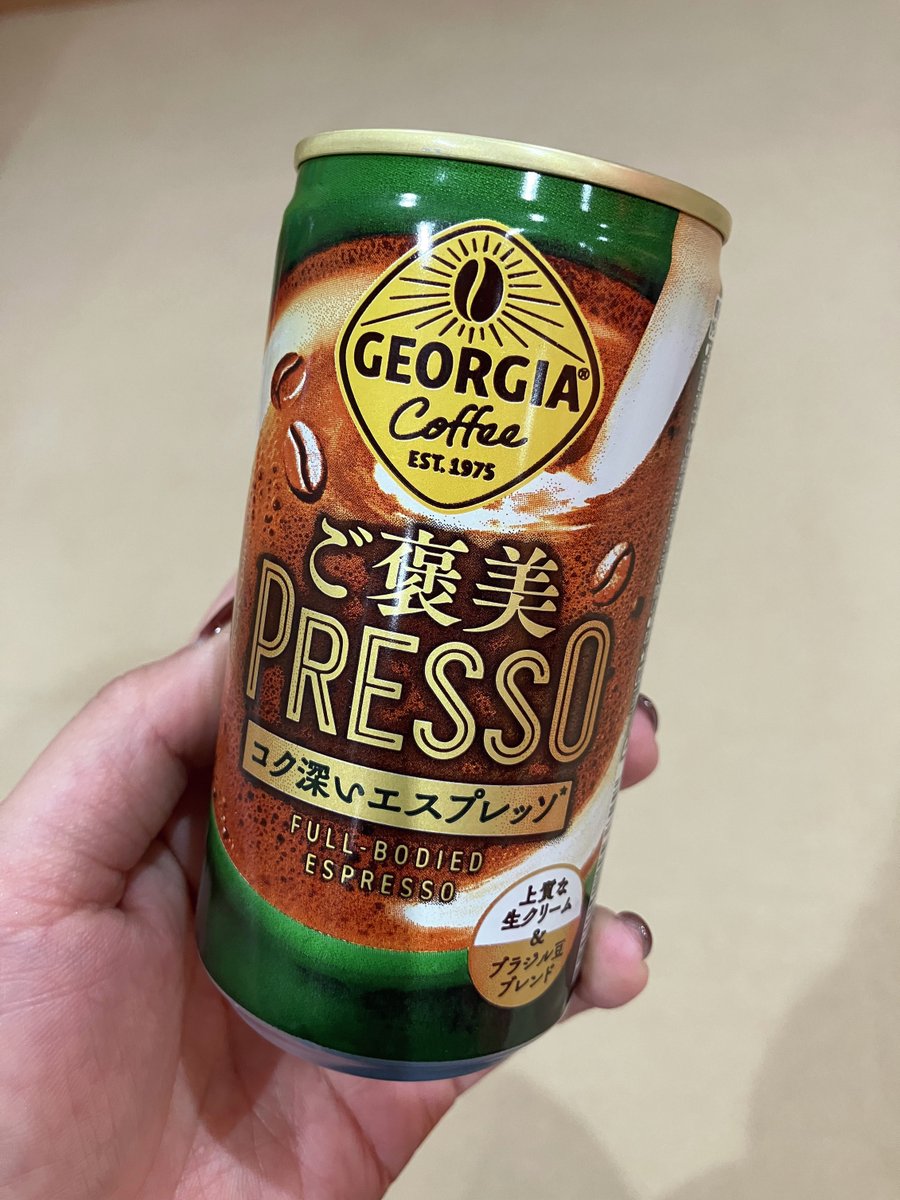 GEORGIA®
Coffee
EST. 1975
ご褒美
PRESSO
コク深いエスプレッソ*
FULL-BODIED
ESPRESSO
上質な
生クリーム
&
ブラジル豆
ブレンド